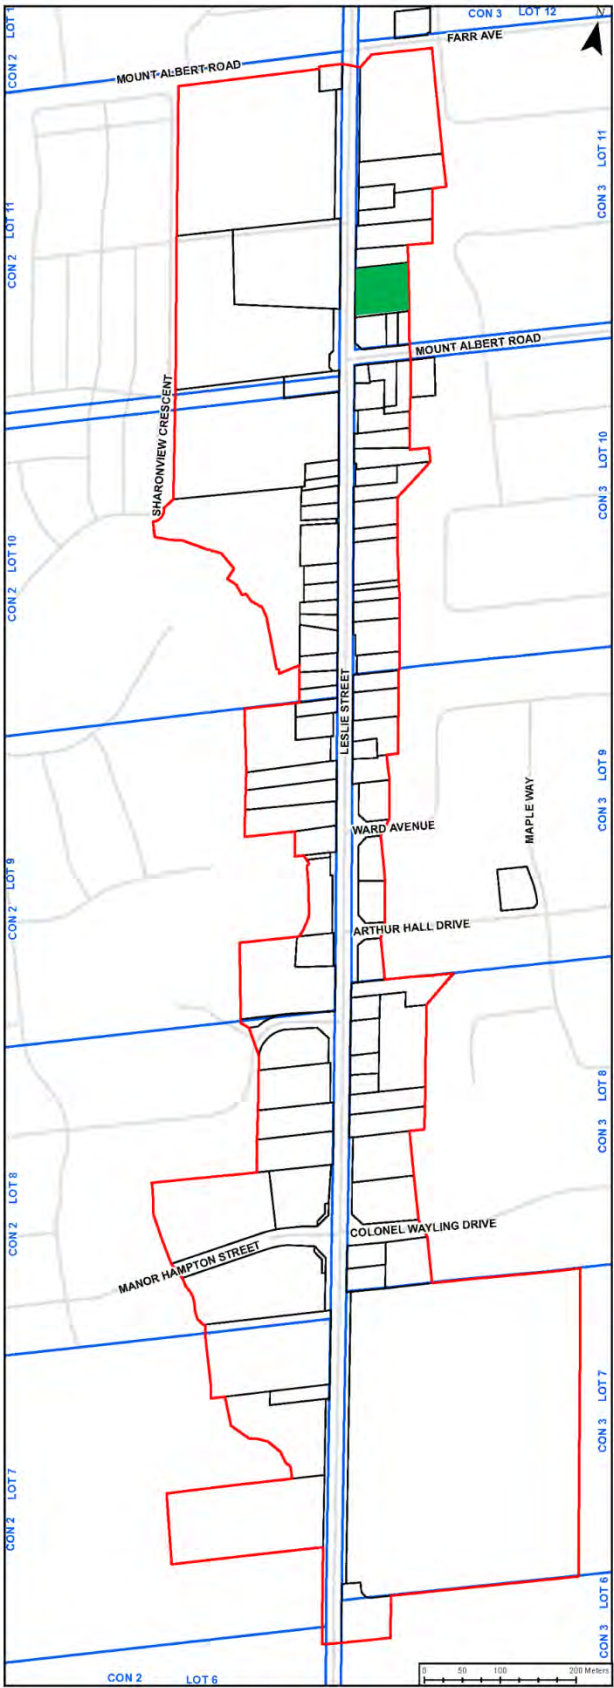 CON 3 LOT 12
N
FARR AVE
CON 2 LOT 1
MOUNT ALBERT ROAD
CON 3 LOT 11
CON 2 LOT 11
MOUNT ALBERT ROAD
SHARONVIEW CRESCENT
CON 3 LOT 10
CON 2 LOT 10
LESLIE STREET
CON 3 LOT 9
MAPLE WAY
WARD AVENUE
CON 2 LOT 9
ARTHUR HALL DRIVE
CON 3 LOT 8
CON 2 LOT 8
COLONEL WAYLING DRIVE
MANOR HAMPTON STREET
CON 3 LOT 7
CON 2 LOT 7
CON 3 LOT 6
CON 2 LOT 6
0 50 100 200 Meters